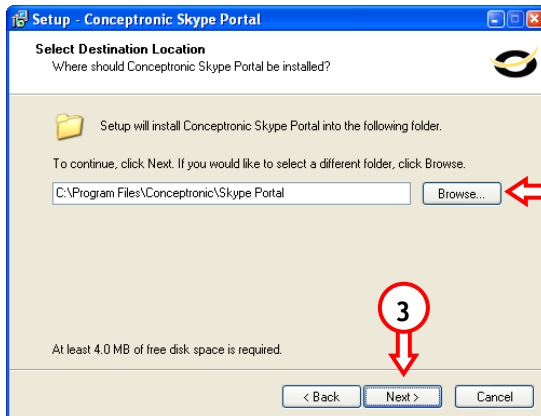 Setup - Conceptronic Skype Portal
Select Destination Location
Where should Conceptronic Skype Portal be installed?
Setup will install Conceptronic Skype Portal into the following folder.
To continue, click Next. If you would like to select a different folder, click Browse.
C:\Program Files\Conceptronic\Skype Portal
Browse...
3
At least 4.0 MB of free disk space is required.
< Back Next > Cancel